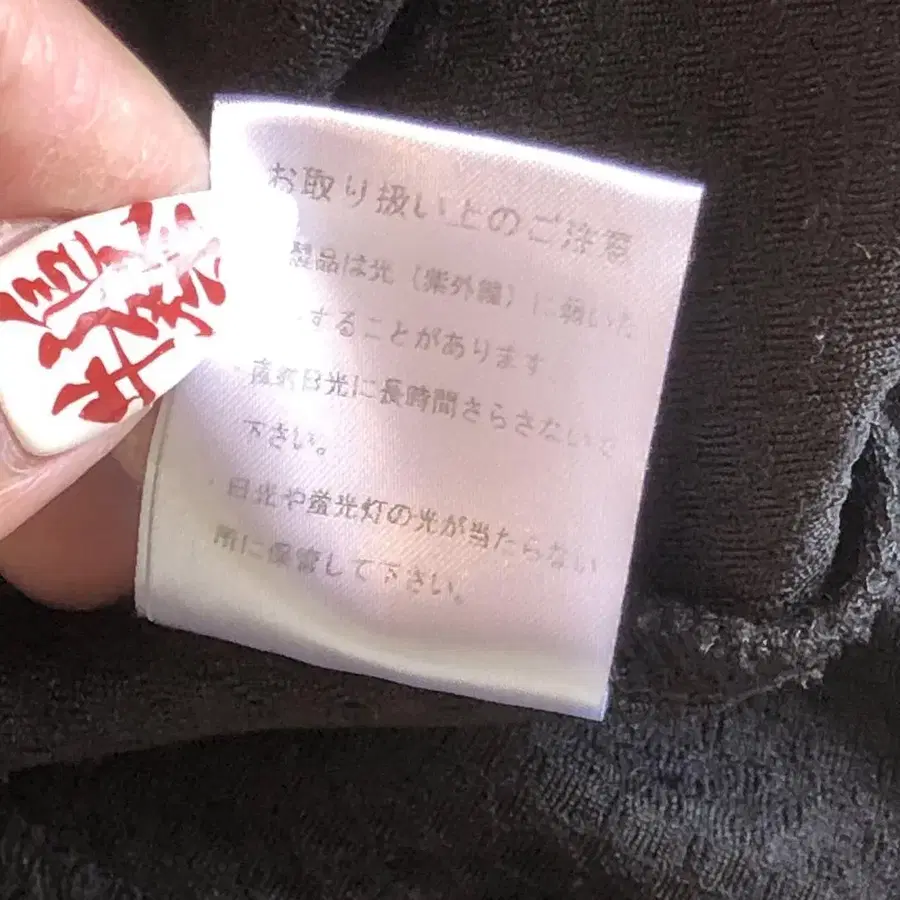 お取り扱い上のご注意
製品は光（紫外線）に弱いた
することがあります
・直射日光に長時間さらさないで
下さい。
・日光や蛍光灯の光が当たらない
所に保管して下さい。